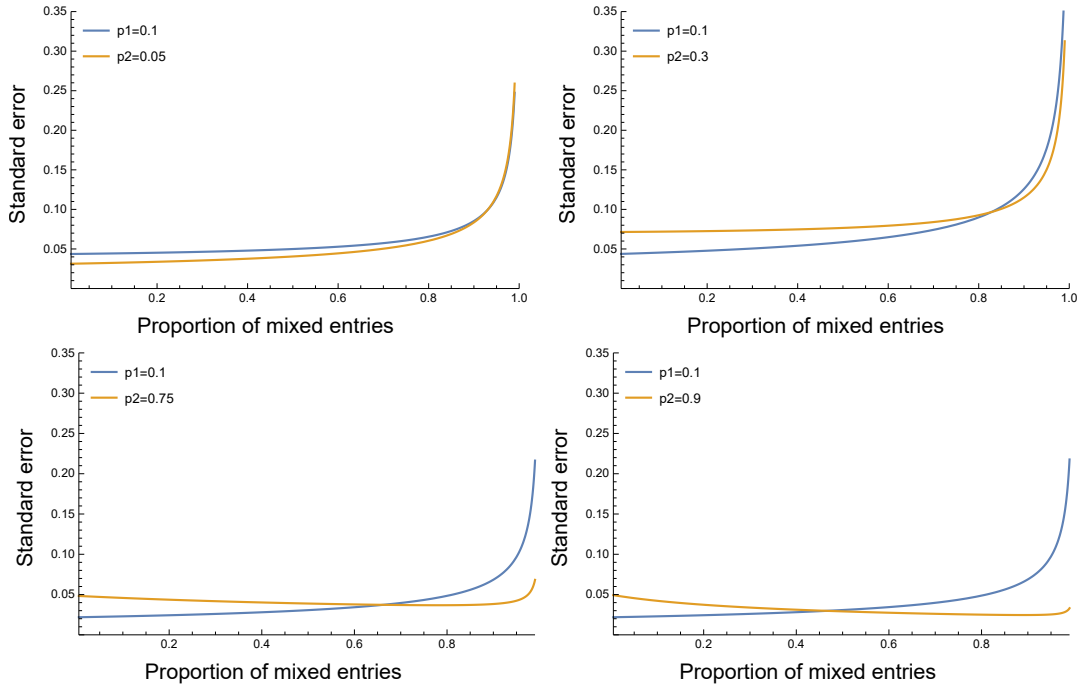 0.35
0.30
0.25
0.20
0.15
0.10
0.05
Standard error
p1=0.1
p2=0.05
0.2 0.4 0.6 0.8 1.0
Proportion of mixed entries
0.35
0.30
0.25
0.20
0.15
0.10
0.05
Standard error
p1=0.1
p2=0.3
0.2 0.4 0.6 0.8 1.0
Proportion of mixed entries
0.35
0.30
0.25
0.20
0.15
0.10
0.05
Standard error
p1=0.1
p2=0.75
0.2 0.4 0.6 0.8
Proportion of mixed entries
0.35
0.30
0.25
0.20
0.15
0.10
0.05
Standard error
p1=0.1
p2=0.9
0.2 0.4 0.6 0.8
Proportion of mixed entries